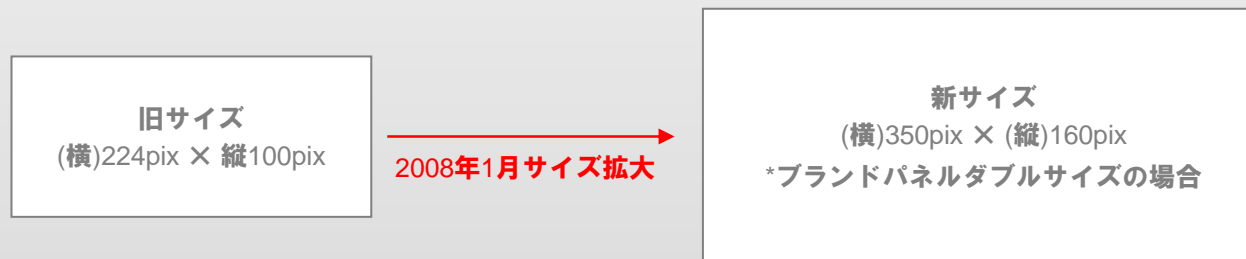 旧サイズ
(横)224pix × 縦100pix
2008年1月サイズ拡大
新サイズ
(横)350pix × (縦)160pix
*ブランドパネルダブルサイズの場合